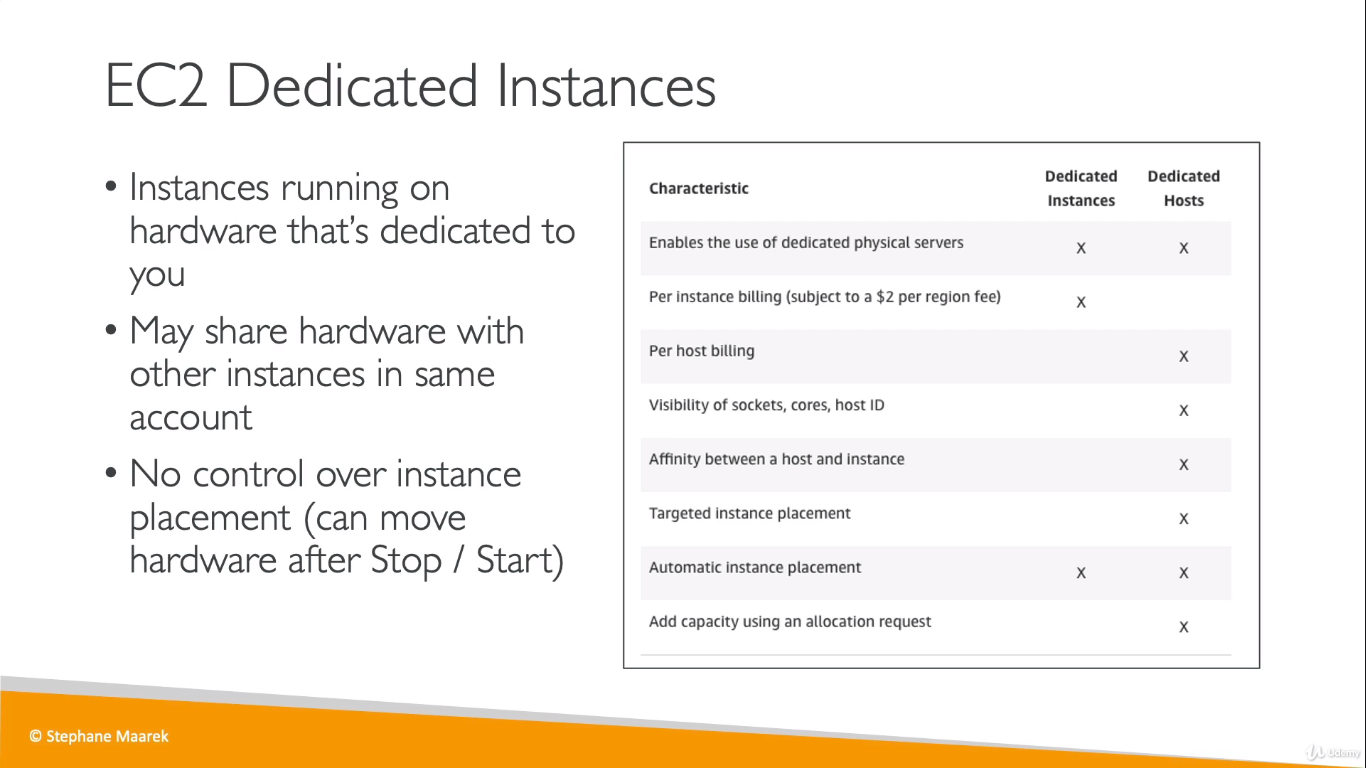 EC2 Dedicated Instances
• Instances running on
hardware that's dedicated to
you
• May share hardware with
other instances in same
account
• No control over instance
placement (can move
hardware after Stop / Start)
Characteristic
Dedicated
Instances
Dedicated
Hosts
Enables the use of dedicated physical servers X X
Per instance billing (subject to a $2 per region fee) X
Per host billing X
Visibility of sockets, cores, host ID X
Affinity between a host and instance X
Targeted instance placement X
Automatic instance placement X X
Add capacity using an allocation request X
© Stephane Maarek
Udemy